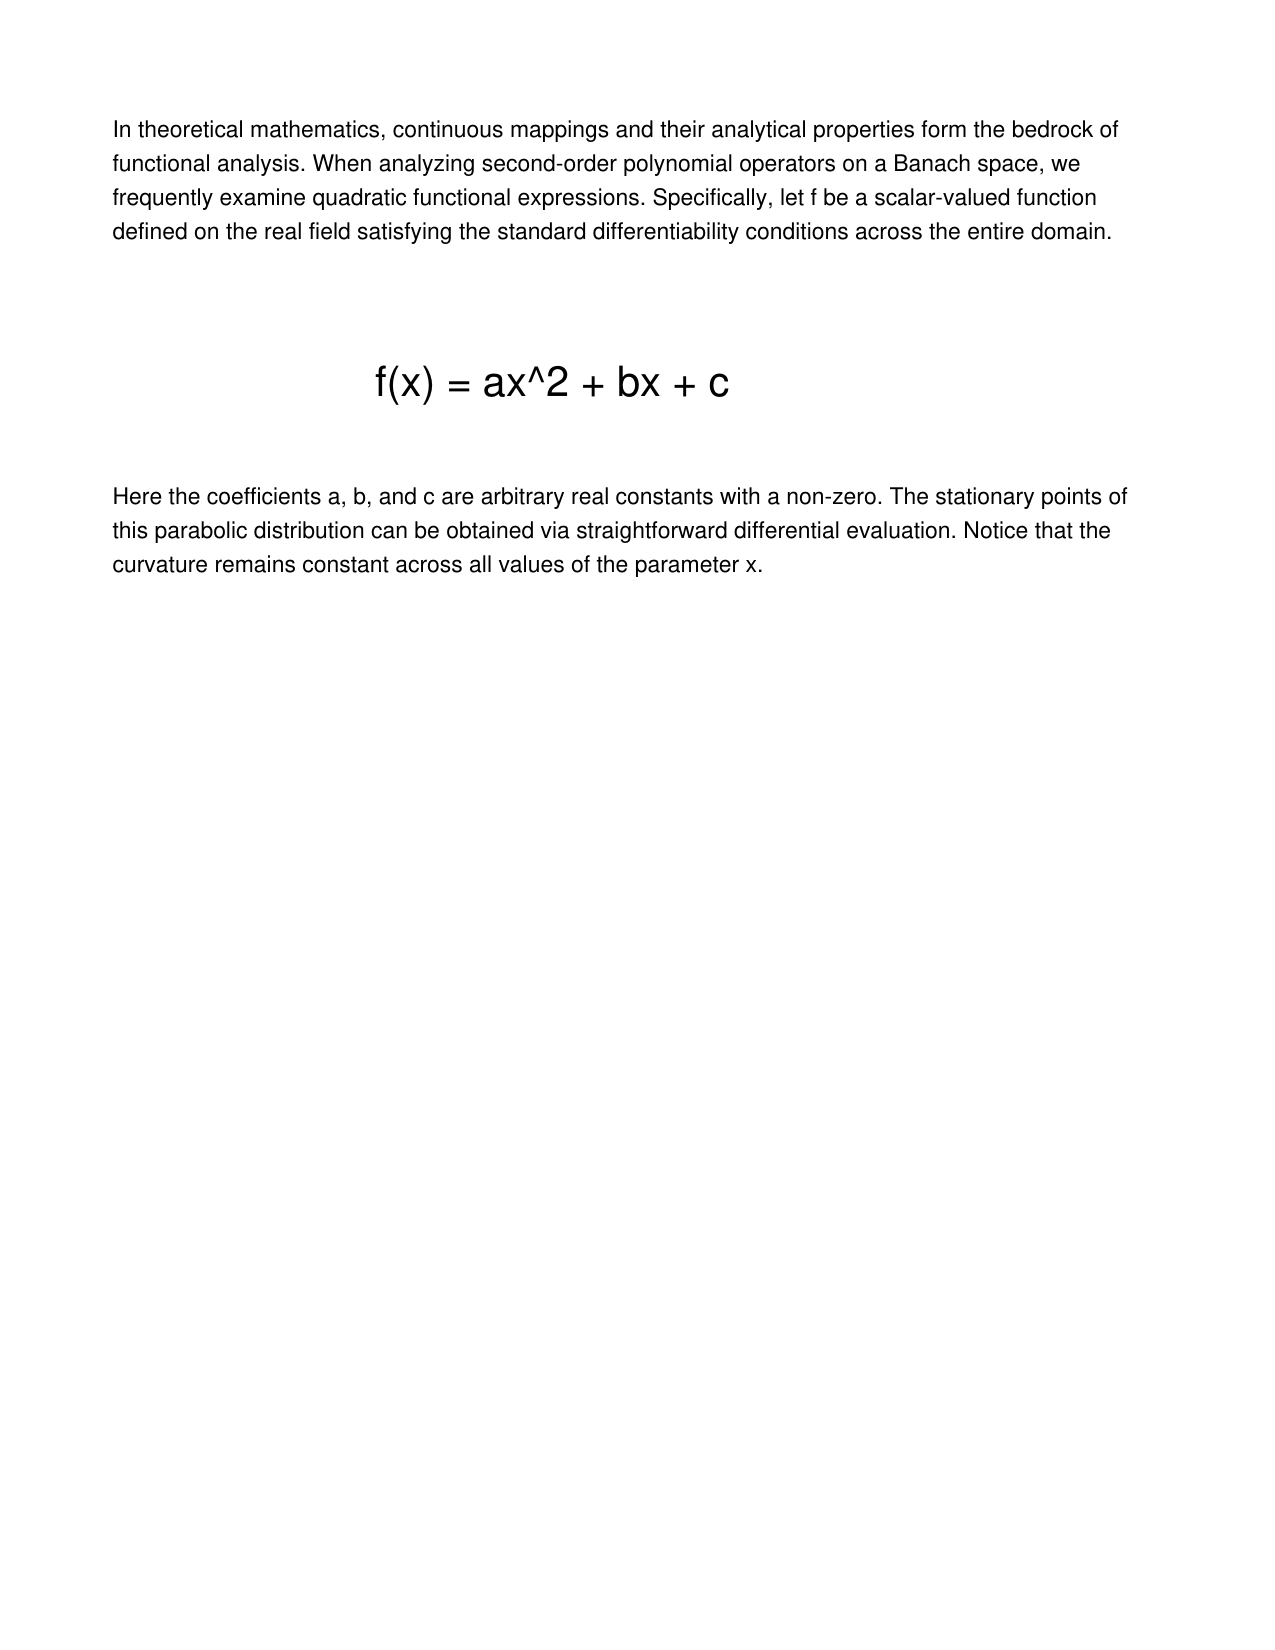 In theoretical mathematics, continuous mappings and their analytical properties form the bedrock of
functional analysis. When analyzing second-order polynomial operators on a Banach space, we
frequently examine quadratic functional expressions. Specifically, let f be a scalar-valued function
defined on the real field satisfying the standard differentiability conditions across the entire domain.
f(x) = ax^2 + bx + c
Here the coefficients a, b, and c are arbitrary real constants with a non-zero. The stationary points of
this parabolic distribution can be obtained via straightforward differential evaluation. Notice that the
curvature remains constant across all values of the parameter x.